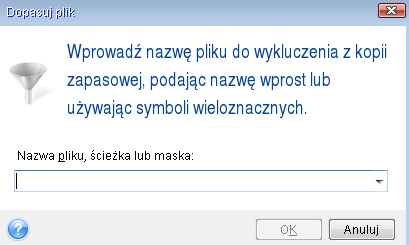 Dopasuj plik
Wprowadź nazwę pliku do wykluczenia z kopii
zapasowej, podając nazwę wprost lub
używając symboli wieloznacznych.
Nazwa pliku, ścieżka lub maska:
OK
Anuluj